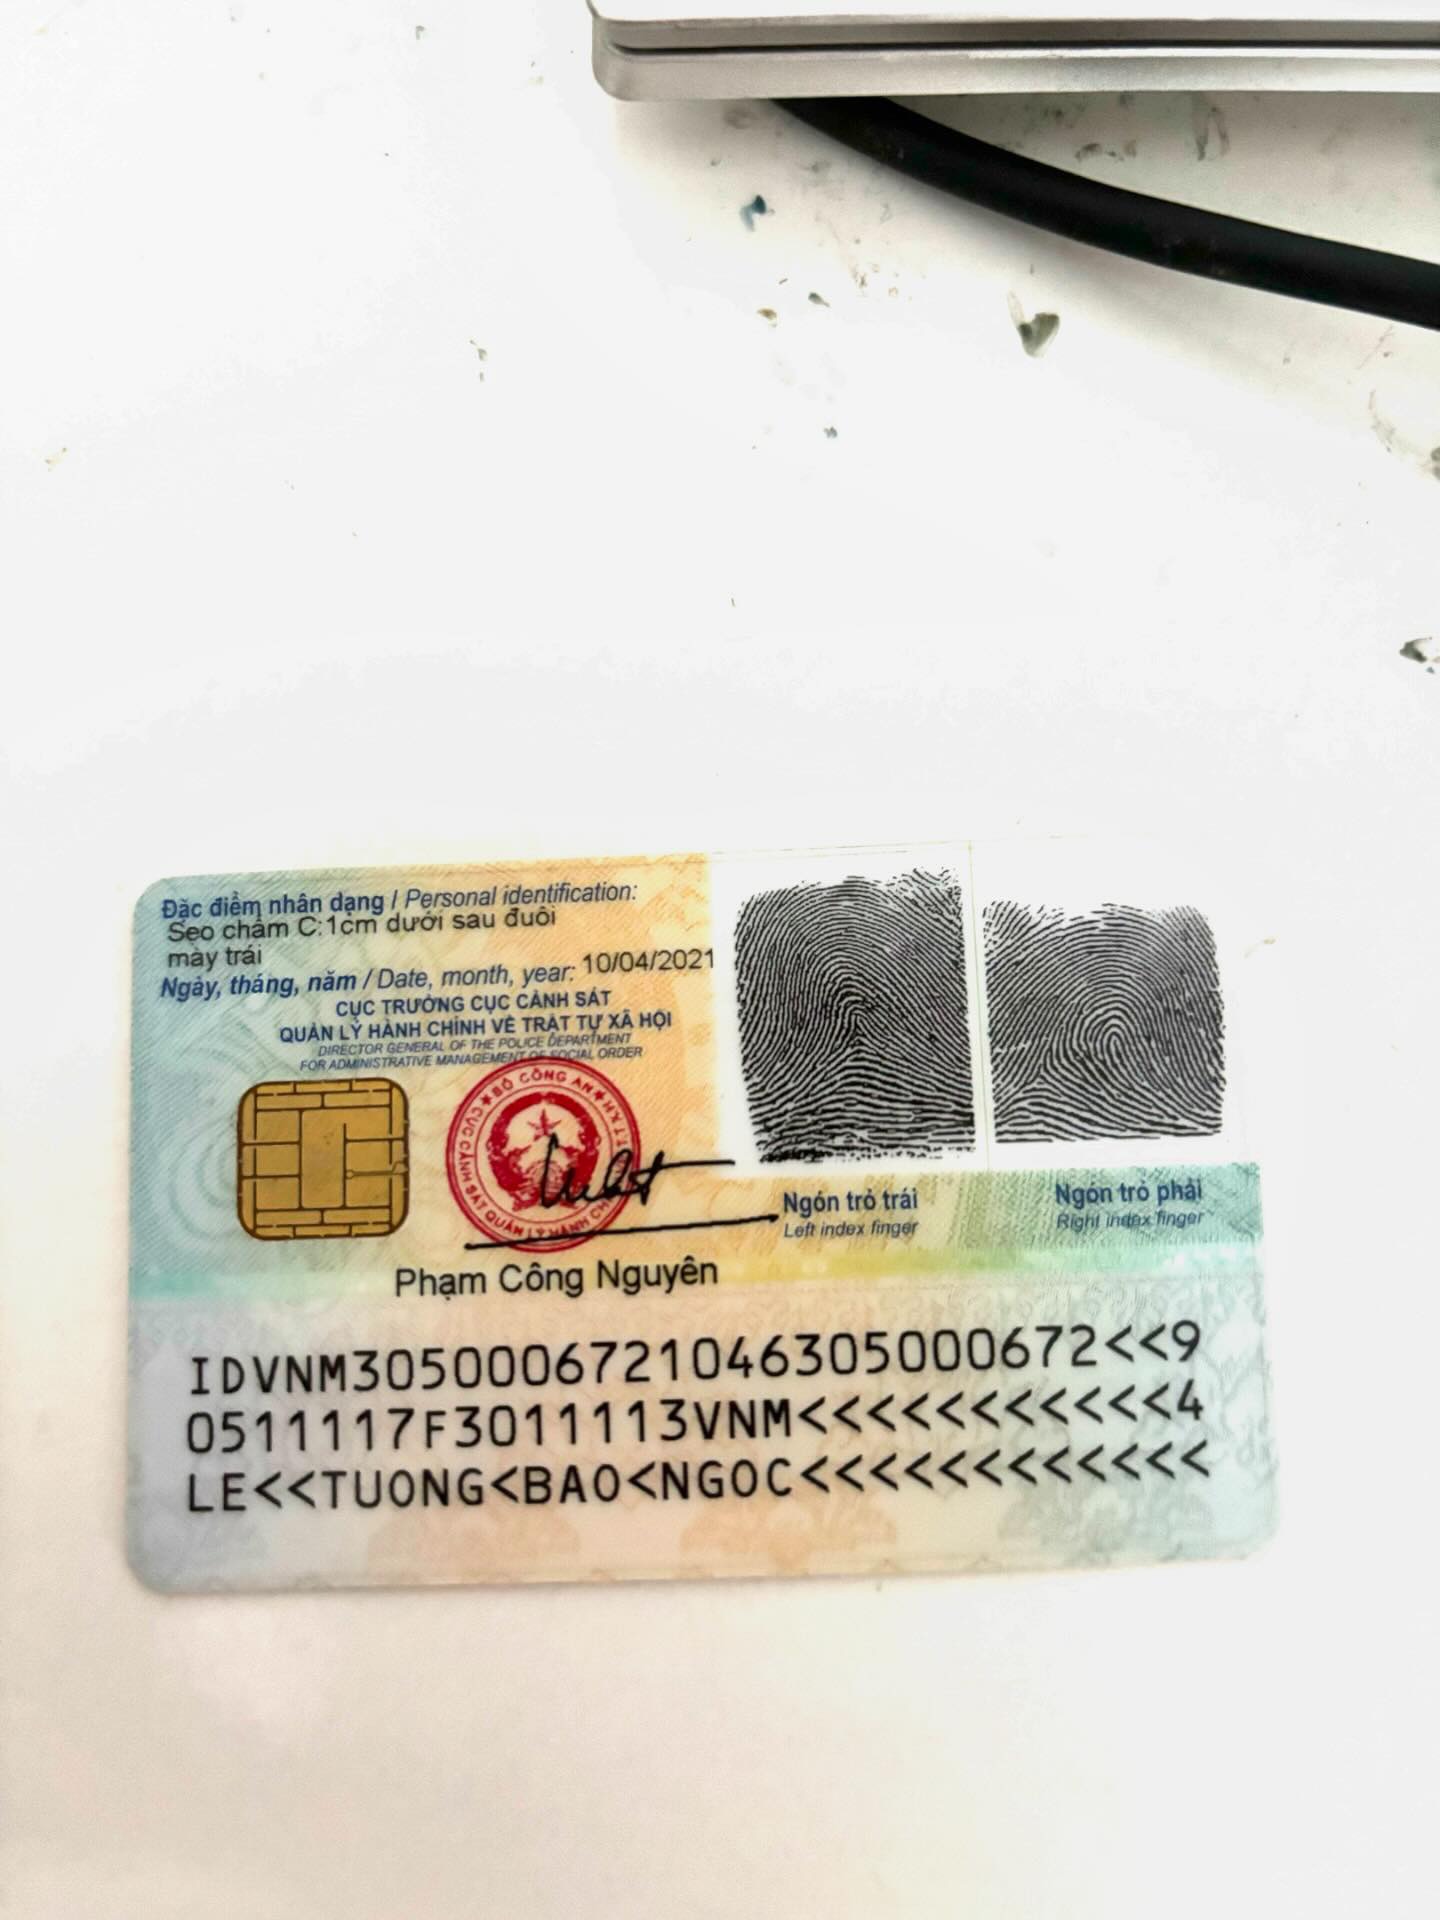 Đặc điểm nhân dạng / Personal identification:
Sẹo chấm C:1cm dưới sau đuôi
mày trái
Ngày, tháng, năm / Date, month, year: 10/04/2021
CỤC TRƯỞNG CỤC CẢNH SÁT
QUẢN LÝ HÀNH CHÍNH VỀ TRẬT TỰ XÃ HỘI
DIRECTOR GENERAL OF THE POLICE DEPARTMENT
FOR ADMINISTRATIVE MANAGEMENT OF SOCIAL ORDER
BỘ CÔNG AN
CỤC CẢNH SÁT QUẢN LÝ HÀNH CH
Ngón trỏ trái
Left index finger
Ngón trỏ phải
Right index finger
Phạm Công Nguyên
IDVNM3050006721046305000672<<9
0511117F3011113VNM<<<<<<<<<<<4
LE<<TUONG<BAO<NGOC<<<<<<<<<<<<